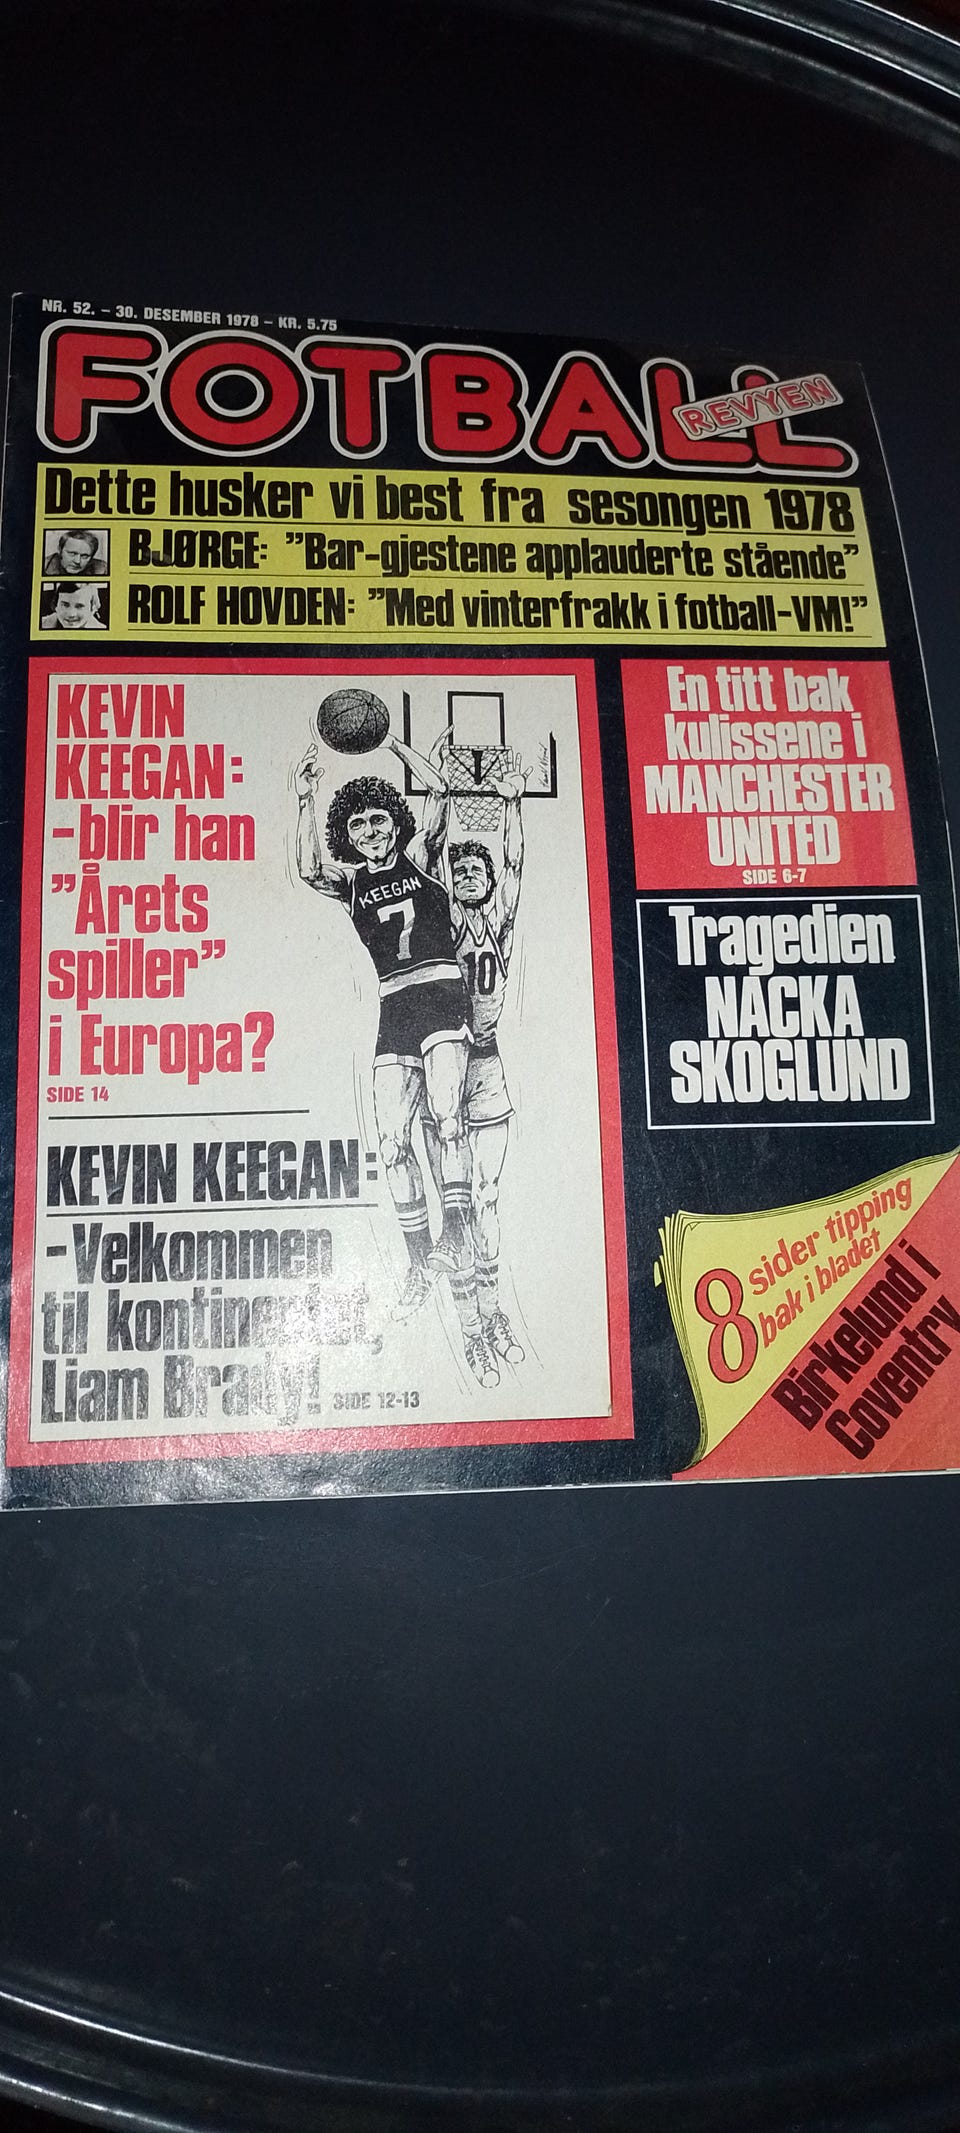 NR. 52. – 30. DESEMBER 1978 – KR. 5.75
FOTBALL
REVYEN
Dette husker vi best fra sesongen 1978
BJØRGE: ”Bar-gjestene applauderte stående”
ROLF HOVDEN: ”Med vinterfrakk i fotball-VM!”
KEVIN
KEEGAN:
–blir han
”Årets
spiller”
i Europa?
SIDE 14
KEVIN KEEGAN:
–Velkommen
til kontinentet,
Liam Brady! SIDE 12-13
KEEGAN
7
10
En titt bak
kulissene i
MANCHESTER
UNITED
SIDE 6-7
Tragedien
NACKA
SKOGLUND
8 sider tipping
bak i bladet
Birkelund i
Coventry